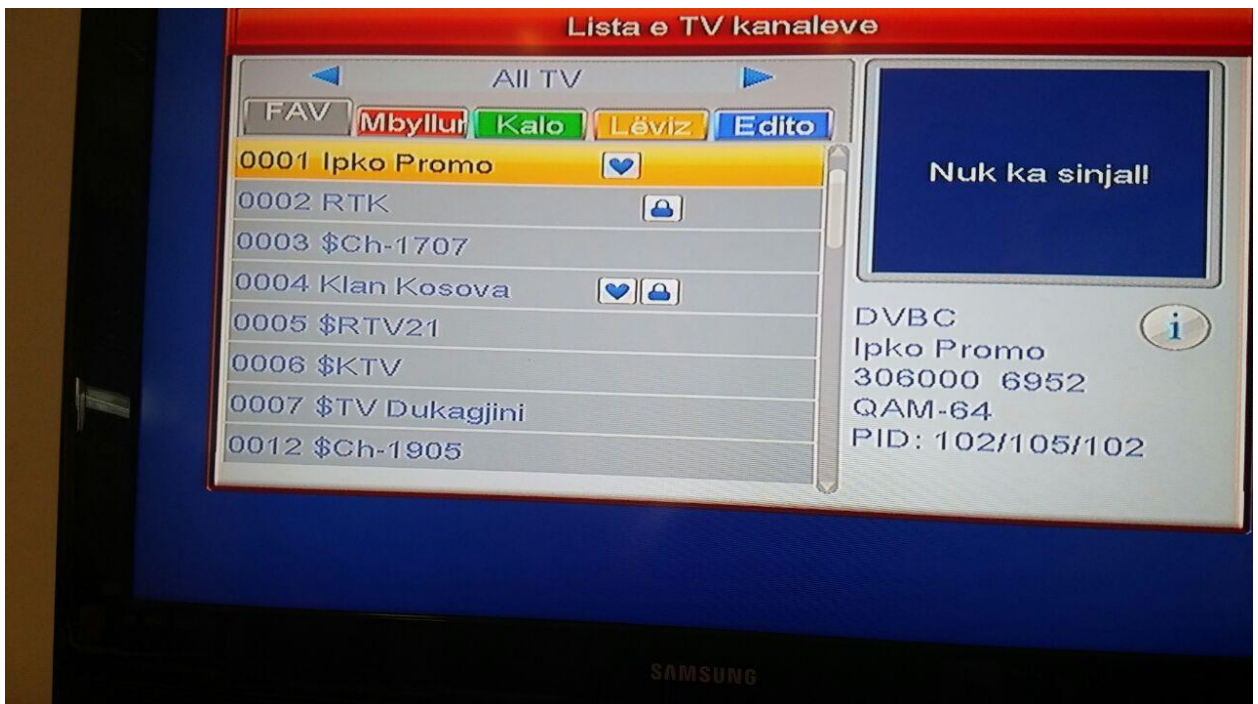 Lista e TV kanaleve
All TV
FAV Mbyllur Kalo Lëviz Edito
0001 Ipko Promo
0002 RTK
0003 $Ch-1707
0004 Klan Kosova
0005 $RTV21
0006 $KTV
0007 $TV Dukagjini
0012 $Ch-1905
Nuk ka sinjal!
DVBC
i
Ipko Promo
306000 6952
QAM-64
PID: 102/105/102
SAMSUNG